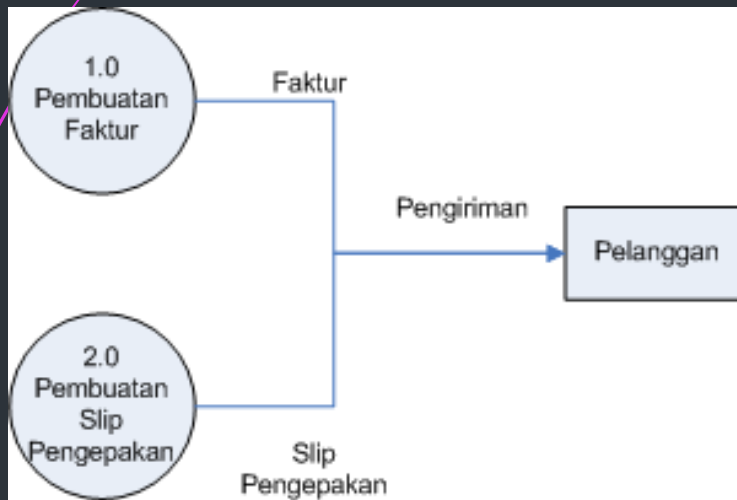 1.0
Pembuatan
Faktur
Faktur
Pengiriman
Pelanggan
2.0
Pembuatan
Slip
Pengepakan
Slip
Pengepakan